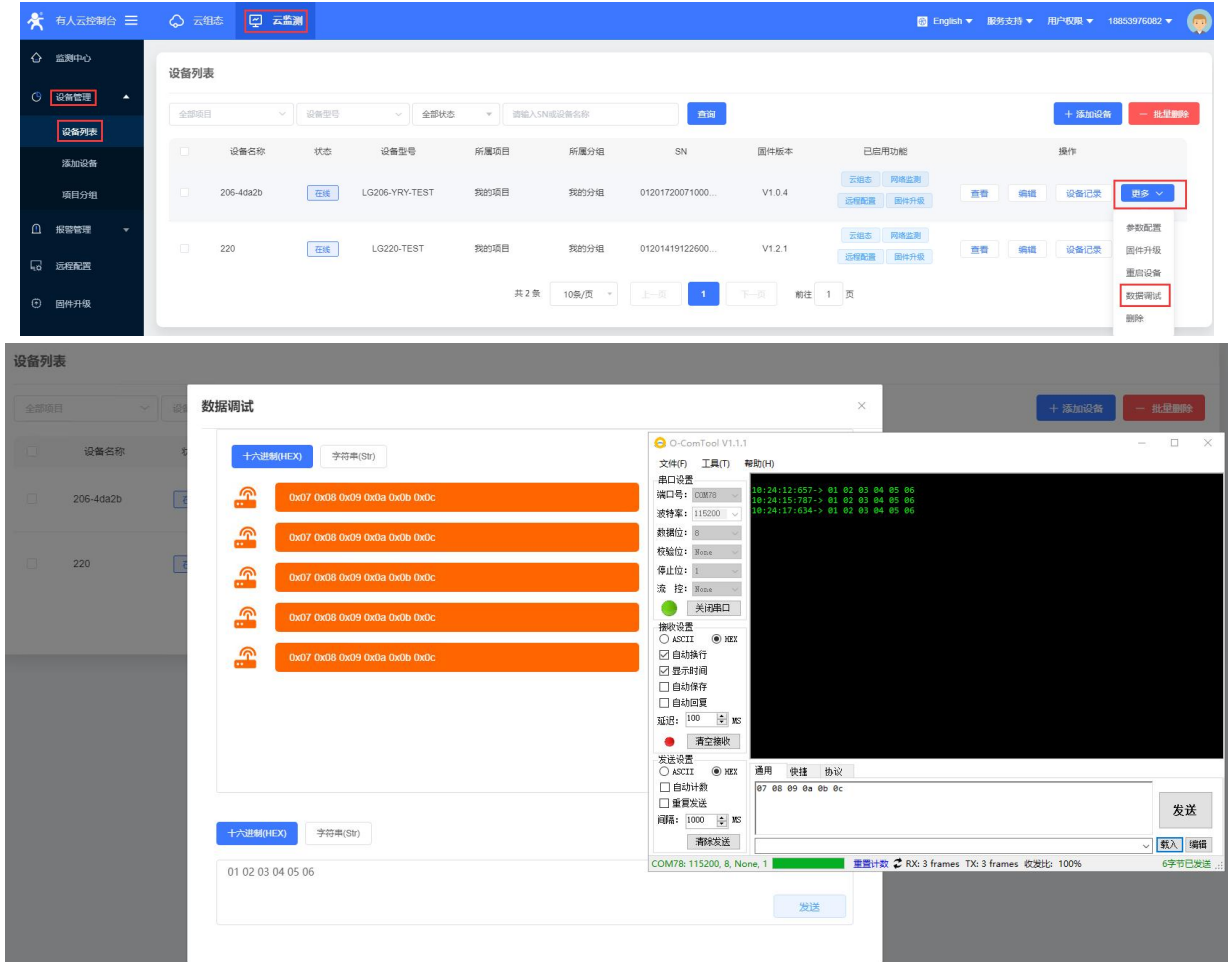 有人云控制台 云组态 云监测 English 服务支持 用户权限 18853976082
监测中心
设备管理
设备列表
添加设备
项目分组
报警管理
远程配置
固件升级
设备列表
全部项目 设备型号 全部状态 请输入SN或设备名称 查询 + 添加设备 — 批量删除
设备名称 状态 设备型号 所属项目 所属分组 SN 固件版本 已启用功能 操作
206-4da2b 在线 LG206-YRY-TEST 我的项目 我的分组 01201720071000... V1.0.4 云组态 网络监测 远程配置 固件升级 查看 编辑 设备记录 更多
220 在线 LG220-TEST 我的项目 我的分组 01201419122600... V1.2.1 云组态 网络监测 远程配置 固件升级 查看 编辑 设备记录
参数配置
固件升级
重启设备
数据调试
删除
共 2 条 10条/页 上一页 1 下一页 前往 1 页
设备列表
全部项目 + 添加设备 — 批量删除
设备名称
206-4da2b
220
数据调试
十六进制(HEX) 字符串(Str)
0x07 0x08 0x09 0x0a 0x0b 0x0c
0x07 0x08 0x09 0x0a 0x0b 0x0c
0x07 0x08 0x09 0x0a 0x0b 0x0c
0x07 0x08 0x09 0x0a 0x0b 0x0c
0x07 0x08 0x09 0x0a 0x0b 0x0c
十六进制(HEX) 字符串(Str)
01 02 03 04 05 06
发送
O-ComTool V1.1.1
文件(F) 工具(T) 帮助(H)
串口设置
端口号: COM78
波特率: 115200
数据位: 8
校验位: None
停止位: 1
流 控: None
关闭串口
接收设置
ASCII HEX
自动换行
显示时间
自动保存
自动回复
延迟: 100 MS
清空接收
发送设置
ASCII HEX
自动计数
重复发送
间隔: 1000 MS
清除发送
10:24:12:657-> 01 02 03 04 05 06
10:24:15:787-> 01 02 03 04 05 06
10:24:17:634-> 01 02 03 04 05 06
通用 快捷 协议
07 08 09 0a 0b 0c
发送
载入 编辑
COM78: 115200, 8, None, 1 重置计数 RX: 3 frames TX: 3 frames 收发比: 100% 6字节已发送